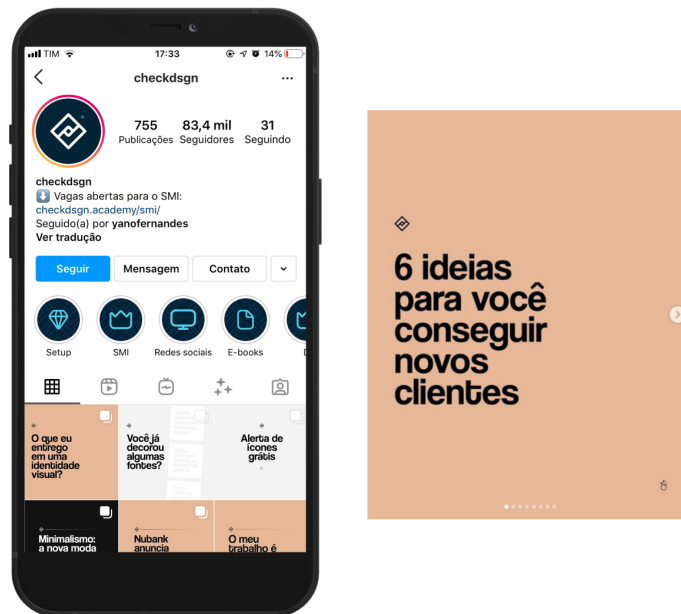 TIM
17:33
14%
checkdsgn
755
83,4 mil
31
Publicações
Seguidores
Seguindo
checkdsgn
Vagas abertas para o SMI:
checkdsgn.academy/smi/
Seguido(a) por yanofernandes
Ver tradução
Seguir
Mensagem
Contato
Setup
SMI
Redes sociais
E-books
O que eu
entrego
em uma
identidade
visual?
Você já
decorou
algumas
fontes?
Alerta de
ícones
grátis
Minimalismo:
a nova moda
Nubank
anuncia
O meu
trabalho é
6 ideias
para você
conseguir
novos
clientes